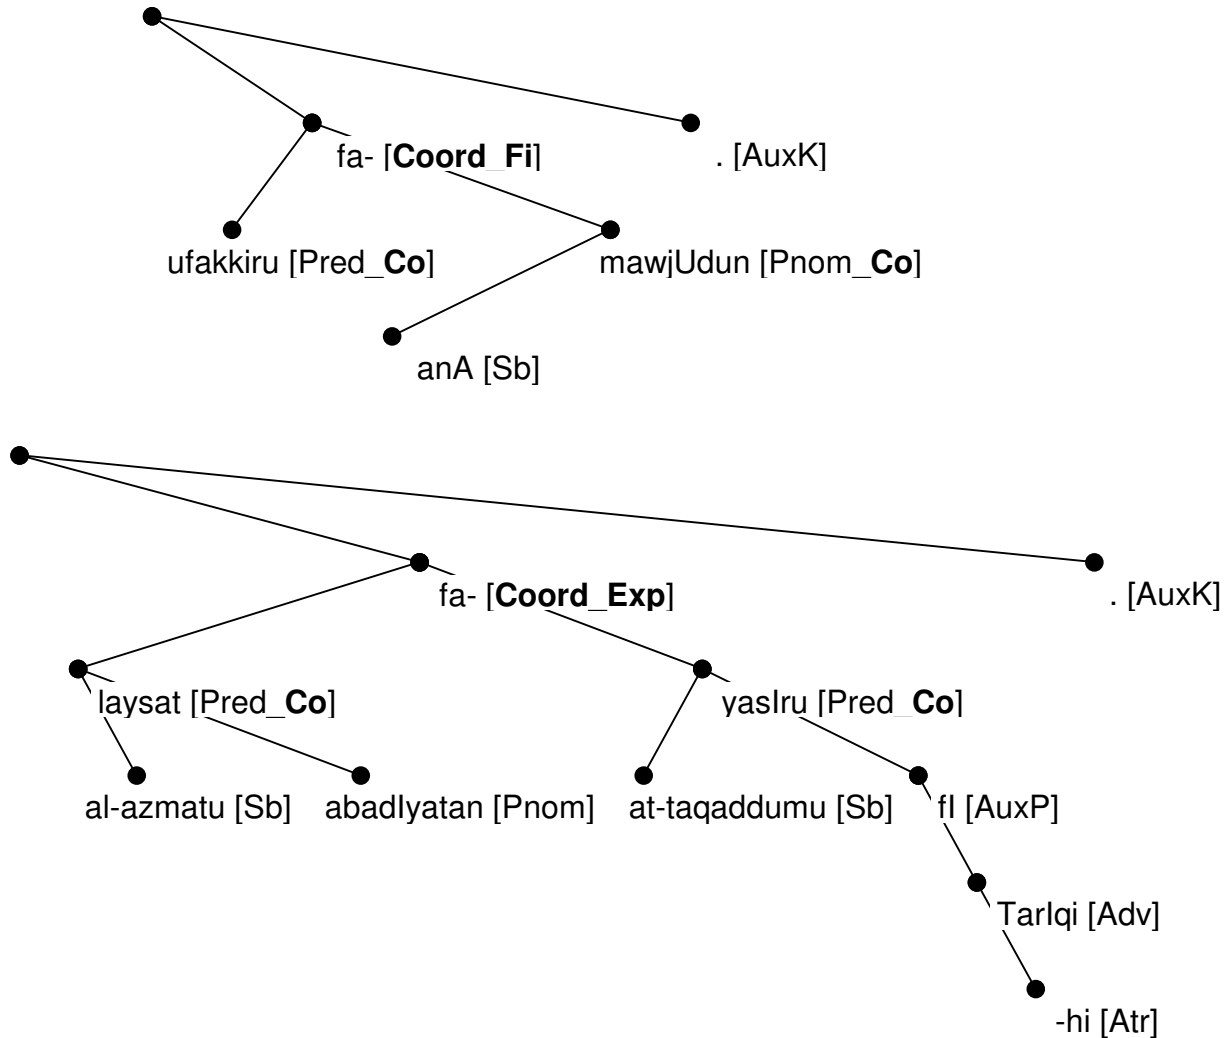 fa- [Coord_Fi] . [AuxK]
ufakkiru [Pred_Co] mawjUdun [Pnom_Co]
anA [Sb]
fa- [Coord_Exp] . [AuxK]
laysat [Pred_Co] yasIru [Pred_Co]
al-azmatu [Sb] abadIyatan [Pnom] at-taqaddumu [Sb] fI [AuxP]
TarIqi [Adv]
-hi [Atr]